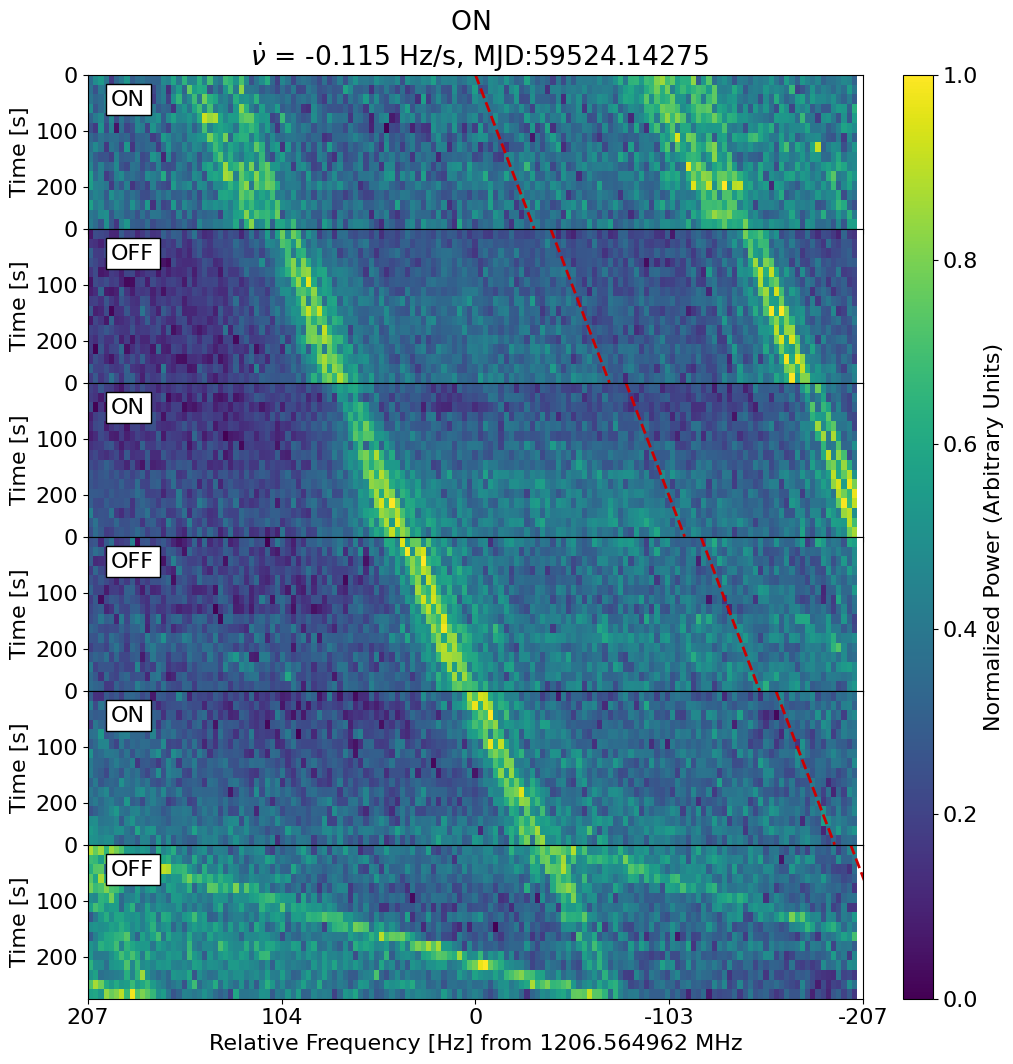 ON
ν̇ = -0.115 Hz/s, MJD:59524.14275
0
ON
100
Time [s]
200
0
OFF
100
Time [s]
200
0
ON
100
Time [s]
200
0
OFF
100
Time [s]
200
0
ON
100
Time [s]
200
0
OFF
100
Time [s]
200
207 104 0 -103 -207
Relative Frequency [Hz] from 1206.564962 MHz
1.0
0.8
0.6
0.4
0.2
0.0
Normalized Power (Arbitrary Units)